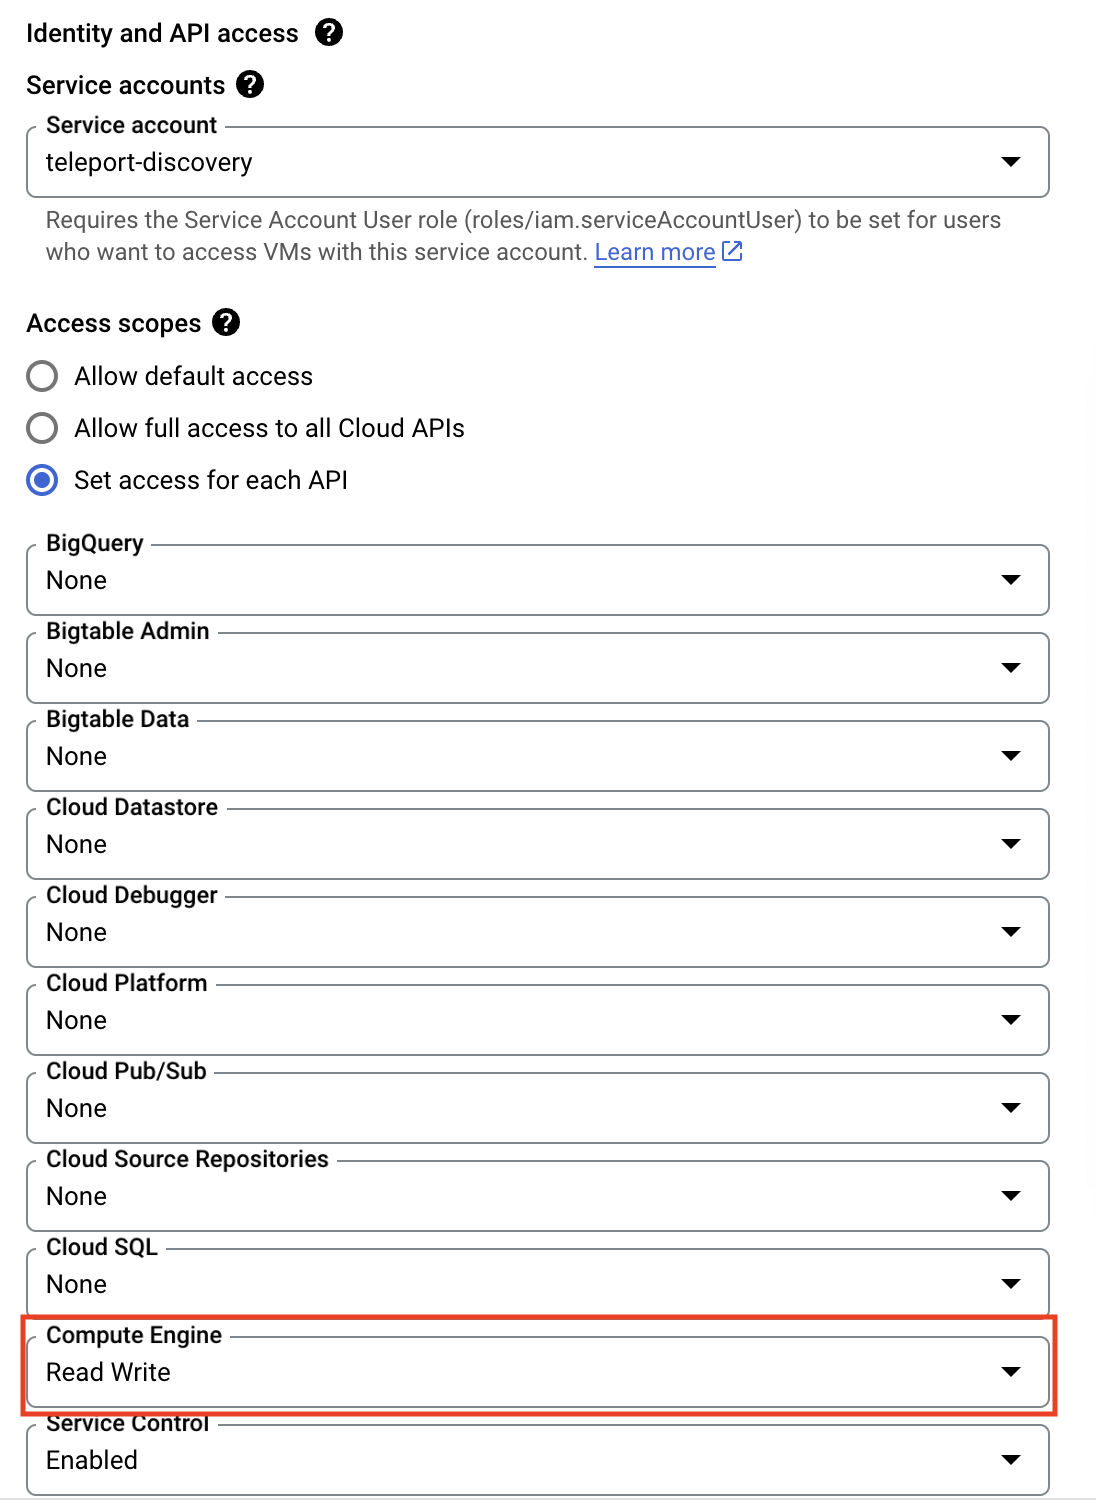 Identity and API access
Service accounts
Service account
teleport-discovery
Requires the Service Account User role (roles/iam.serviceAccountUser) to be set for users
who want to access VMs with this service account. Learn more
Access scopes
Allow default access
Allow full access to all Cloud APIs
Set access for each API
BigQuery
None
Bigtable Admin
None
Bigtable Data
None
Cloud Datastore
None
Cloud Debugger
None
Cloud Platform
None
Cloud Pub/Sub
None
Cloud Source Repositories
None
Cloud SQL
None
Compute Engine
Read Write
Service Control
Enabled